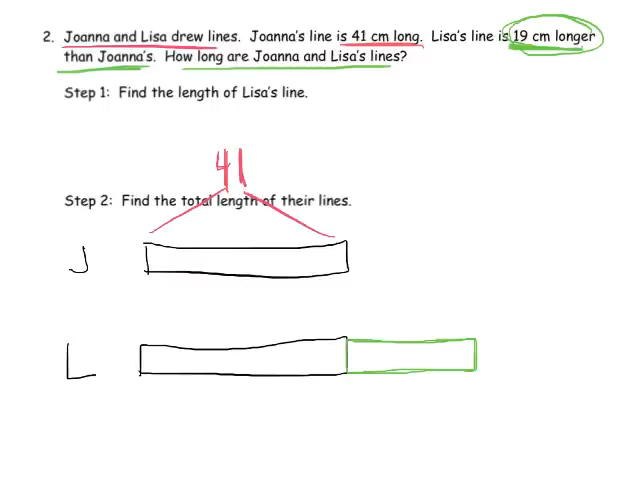 2. Joanna and Lisa drew lines. Joanna's line is 41 cm long. Lisa's line is 19 cm longer
than Joanna's. How long are Joanna and Lisa's lines?
Step 1: Find the length of Lisa's line.
41
Step 2: Find the total length of their lines.
J
L